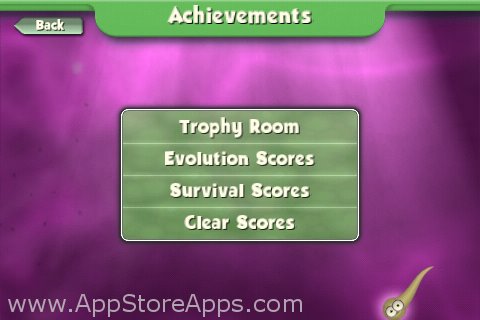 Achievements
Back
Trophy Room
Evolution Scores
Survival Scores
Clear Scores
www.AppStoreApps.com